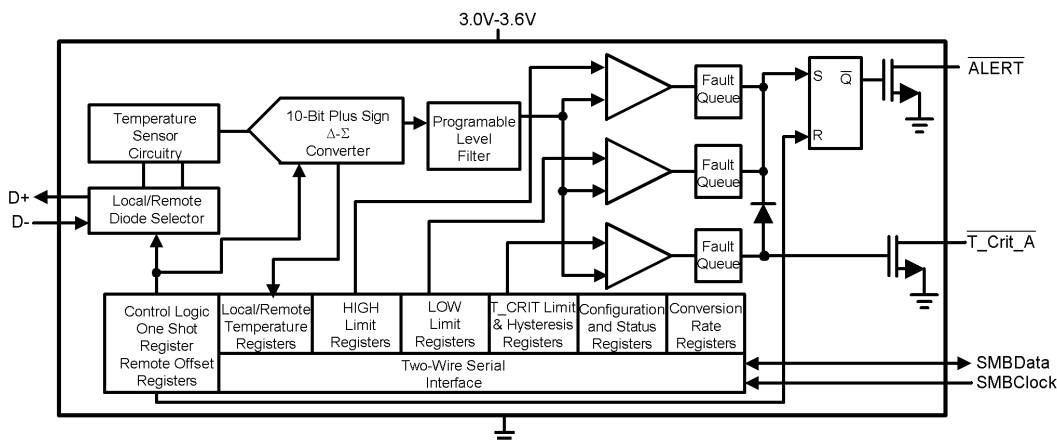 3.0V-3.6V
Temperature
Sensor
Circuitry
10-Bit Plus Sign
Δ-Σ
Converter
Programable
Level
Filter
Fault
Queue
S
Q̅
R
ALERT
Fault
Queue
D+
D-
Local/Remote
Diode Selector
Fault
Queue
T_Crit_A
Control Logic
One Shot
Register
Remote Offset
Registers
Local/Remote
Temperature
Registers
HIGH
Limit
Registers
LOW
Limit
Registers
T_CRIT Limit
& Hysteresis
Registers
Configuration
and Status
Registers
Conversion
Rate
Registers
Two-Wire Serial
Interface
SMBData
SMBClock